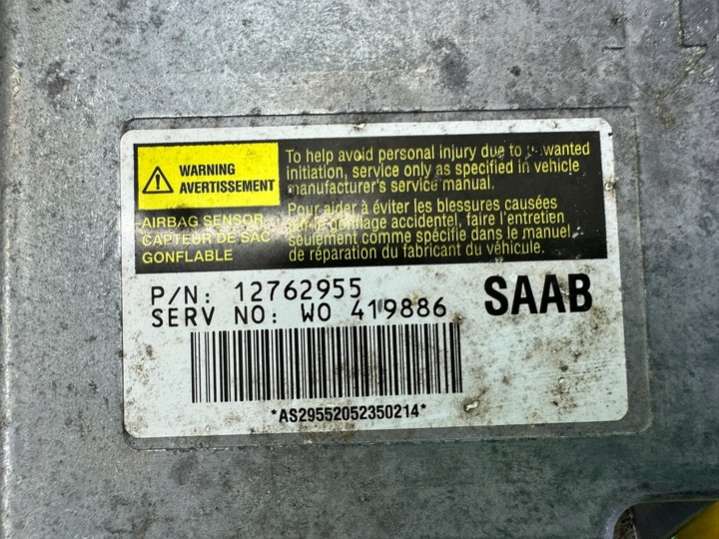 WARNING
AVERTISSEMENT
AIRBAG SENSOR
CAPTEUR DE SAC
GONFLABLE
To help avoid personal injury due to unwanted
initiation, service only as specified in vehicle
manufacturer's service manual.
Pour aider à éviter les blessures causées
par le gonflage accidentel, faire l'entretien
seulement comme spécifie dans le manuel
de réparation du fabricant du véhicule.
P/N: 12762955
SERV NO: WO 419886
SAAB
*AS29552052350214*